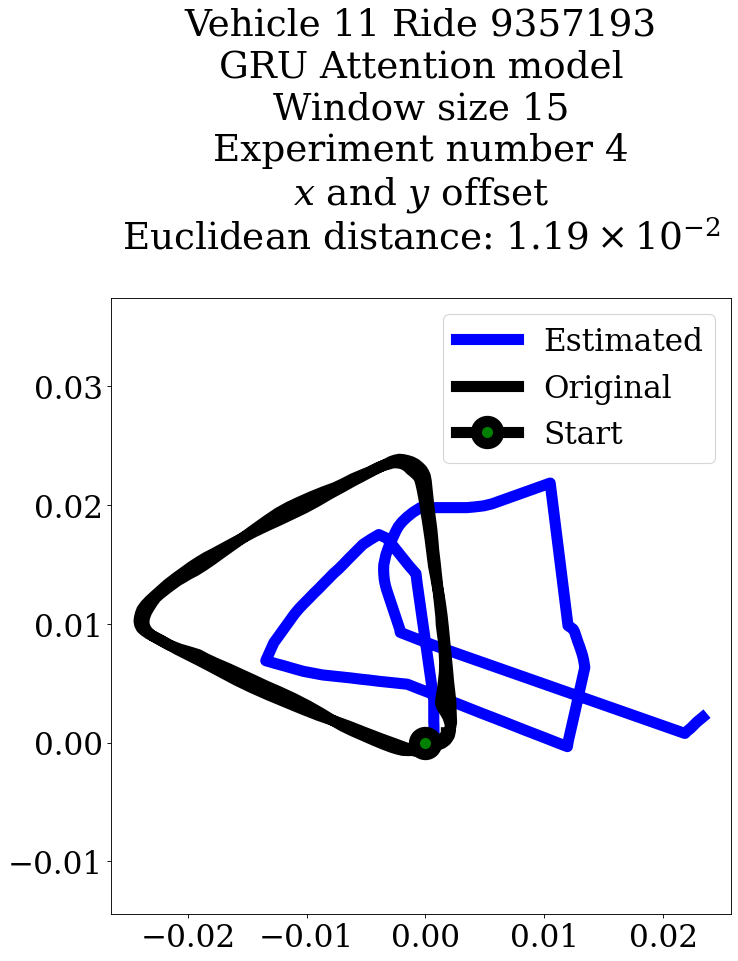 Vehicle 11 Ride 9357193
GRU Attention model
Window size 15
Experiment number 4
x and y offset
Euclidean distance: 1.19 × 10⁻²
Estimated
Original
Start
0.03
0.02
0.01
0.00
−0.01
−0.02 −0.01 0.00 0.01 0.02